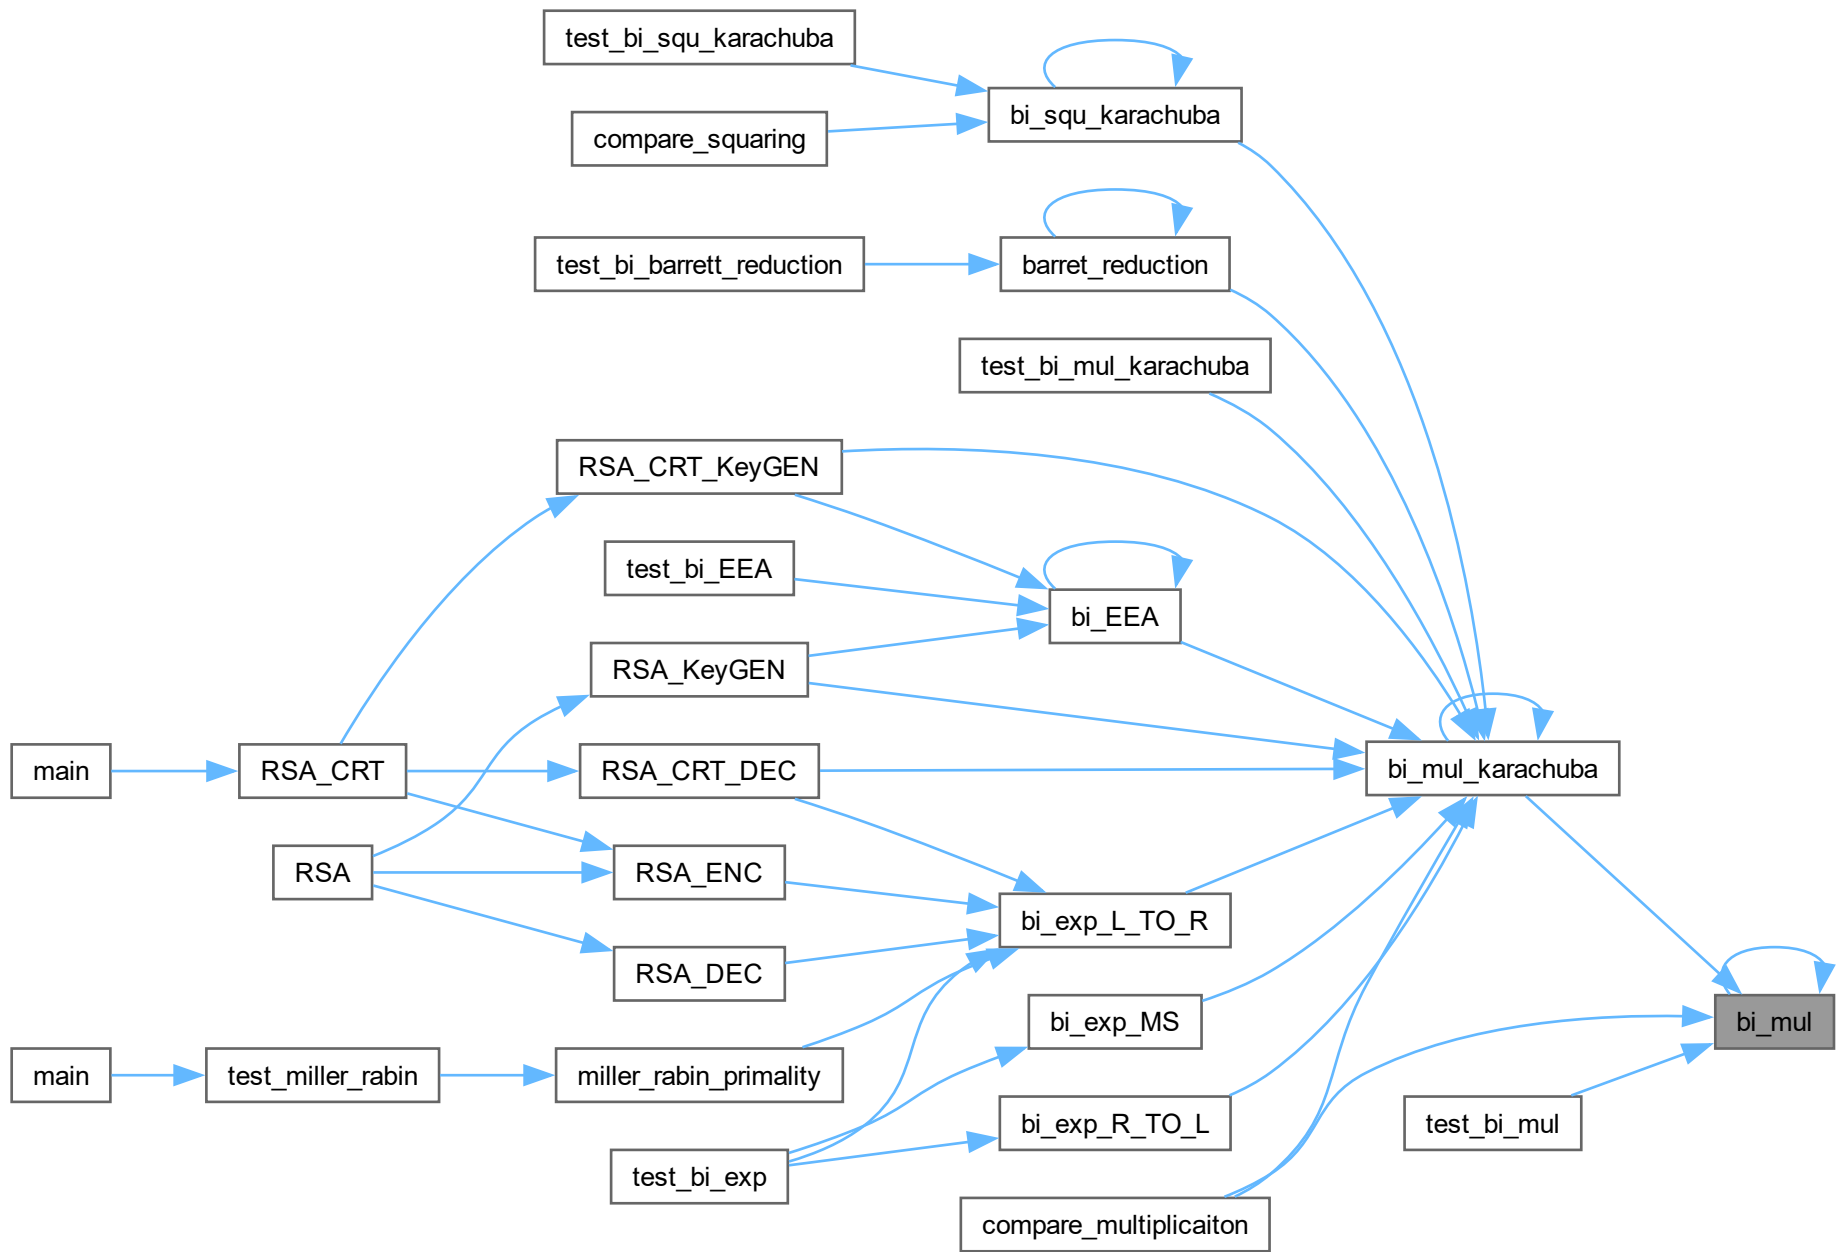 test_bi_squ_karachuba
bi_squ_karachuba
compare_squaring
test_bi_barrett_reduction
barret_reduction
test_bi_mul_karachuba
RSA_CRT_KeyGEN
test_bi_EEA
bi_EEA
RSA_KeyGEN
main
RSA_CRT
RSA_CRT_DEC
bi_mul_karachuba
RSA
RSA_ENC
bi_exp_L_TO_R
RSA_DEC
bi_exp_MS
bi_mul
main
test_miller_rabin
miller_rabin_primality
bi_exp_R_TO_L
test_bi_mul
test_bi_exp
compare_multiplicaiton